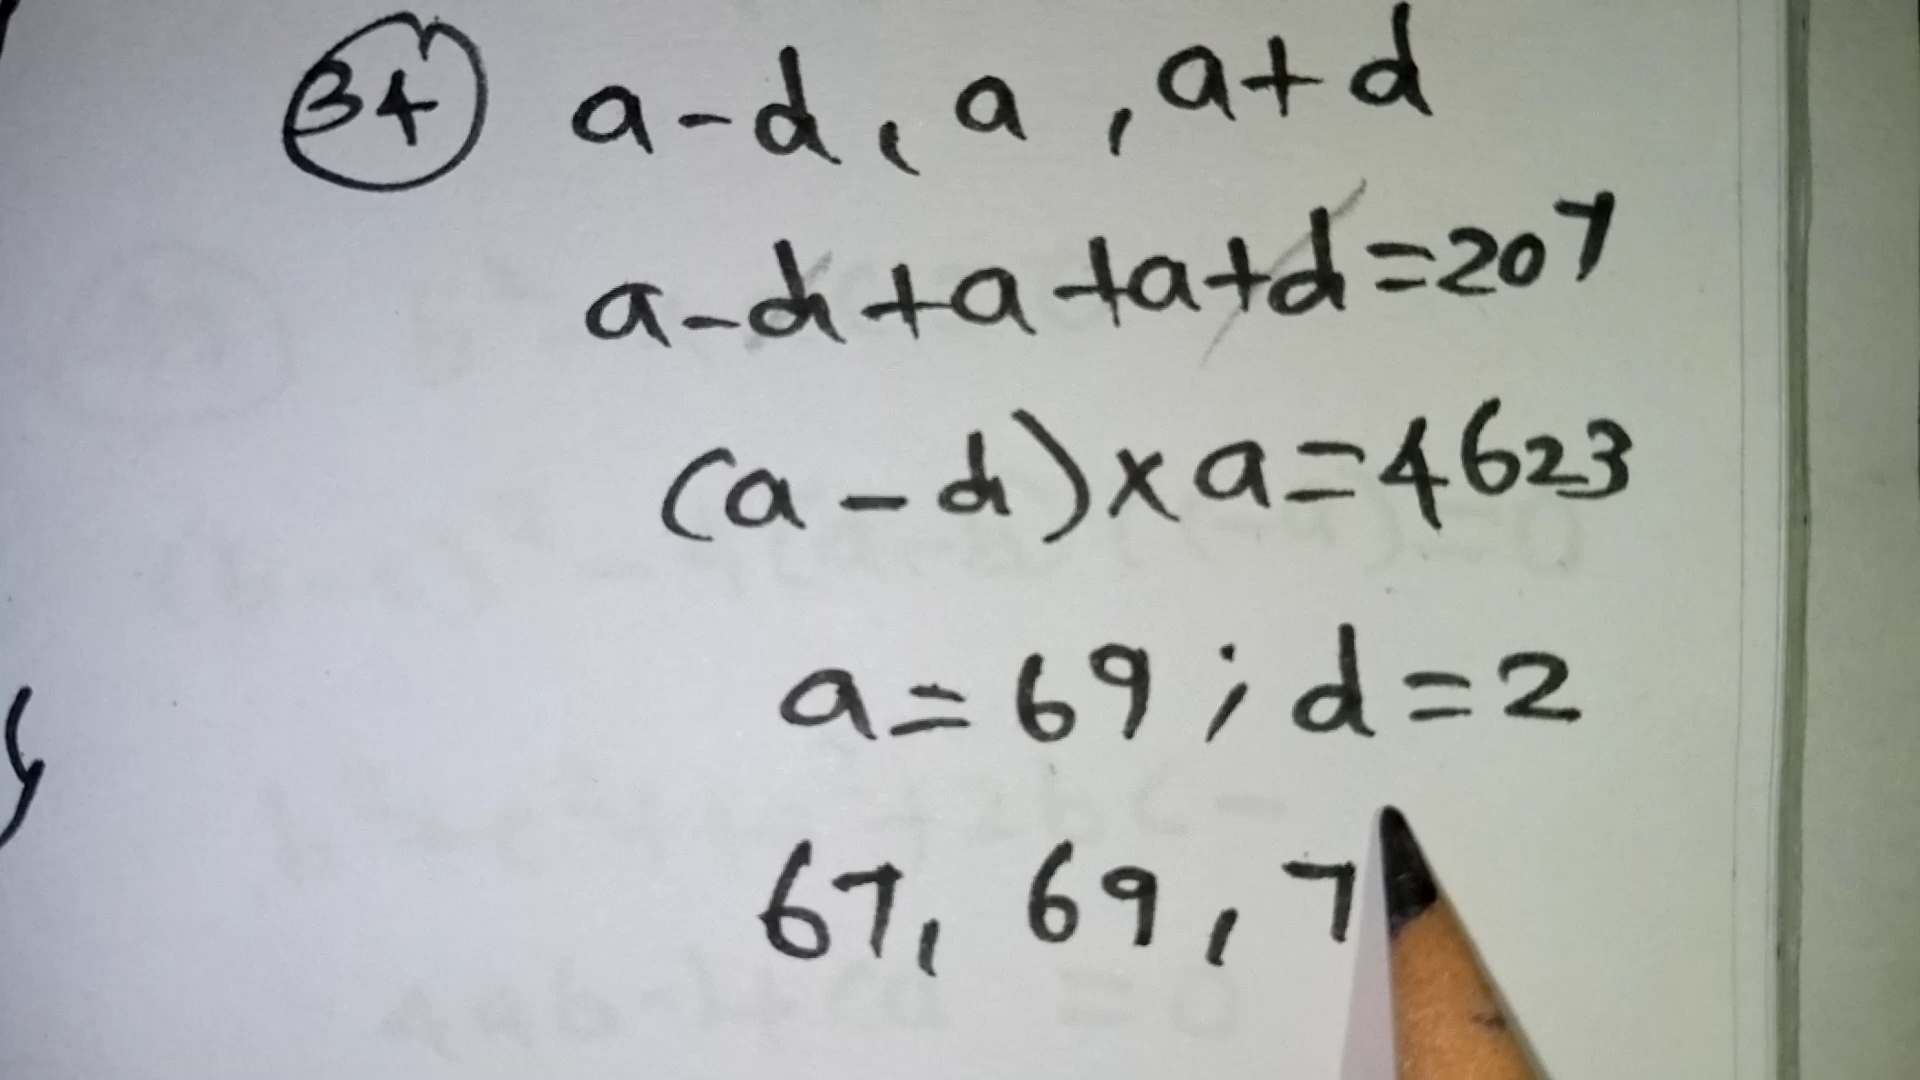 34 a-d, a, a+d
a-d+a+a+d=207
(a-d)×a=4623
a=69; d=2
67, 69, 7